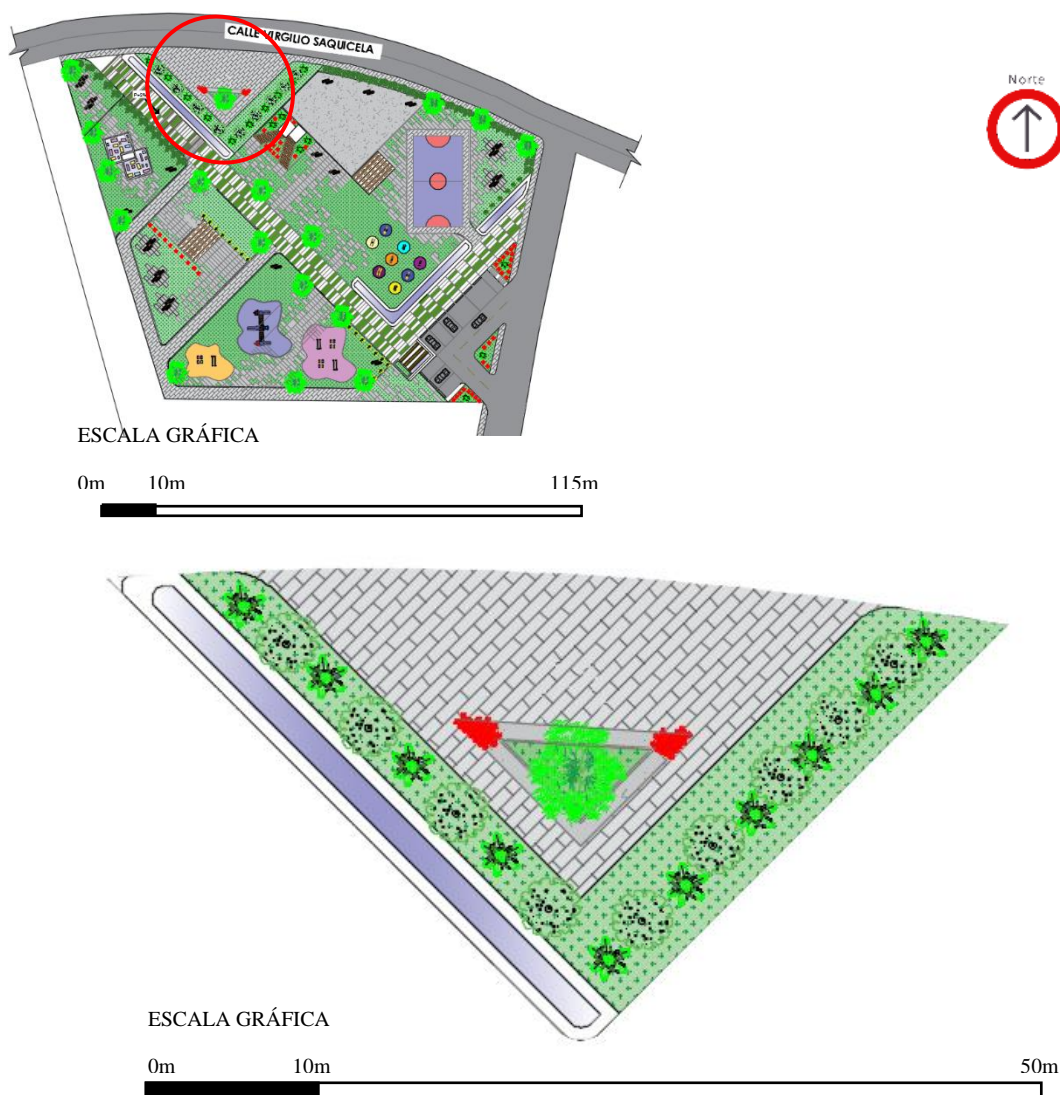 CALLE VIRGILIO SAQUICELA
Norte
ESCALA GRÁFICA
0m 10m 115m
ESCALA GRÁFICA
0m 10m 50m